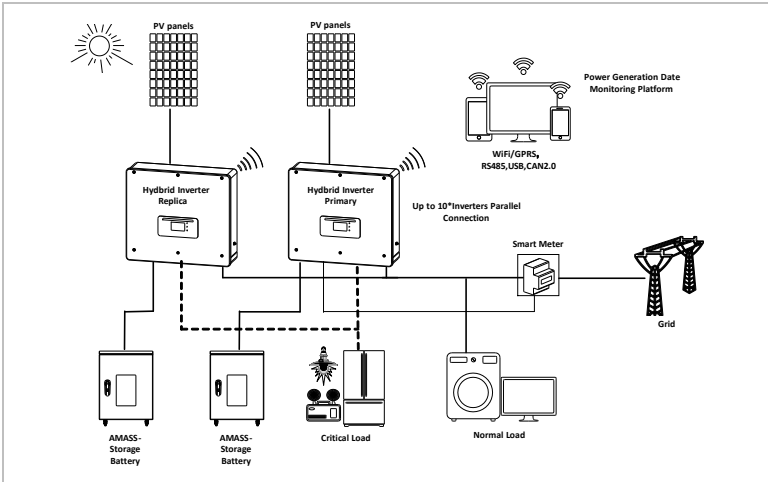 PV panels
PV panels
Power Generation Date
Monitoring Platform
WiFi/GPRS,
RS485,USB,CAN2.0
Hydbrid Inverter
Replica
Hydbrid Inverter
Primary
Up to 10*Inverters Parallel
Connection
Smart Meter
Grid
AMASS-
Storage
Battery
AMASS-
Storage
Battery
Critical Load
Normal Load